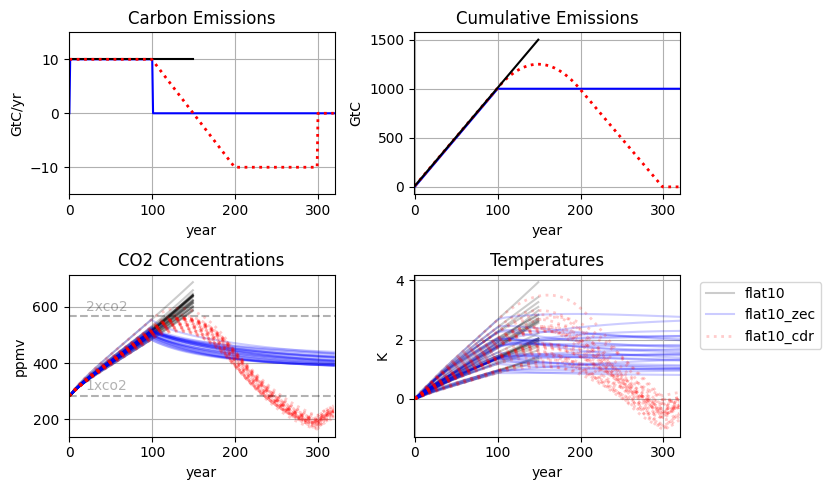 Carbon Emissions
10
0
−10
GtC/yr
0 100 200 300
year
Cumulative Emissions
1500
1000
500
0
GtC
0 100 200 300
year
CO2 Concentrations
600
400
200
ppmv
2xco2
1xco2
0 100 200 300
year
Temperatures
4
2
0
K
0 100 200 300
year
flat10
flat10_zec
flat10_cdr